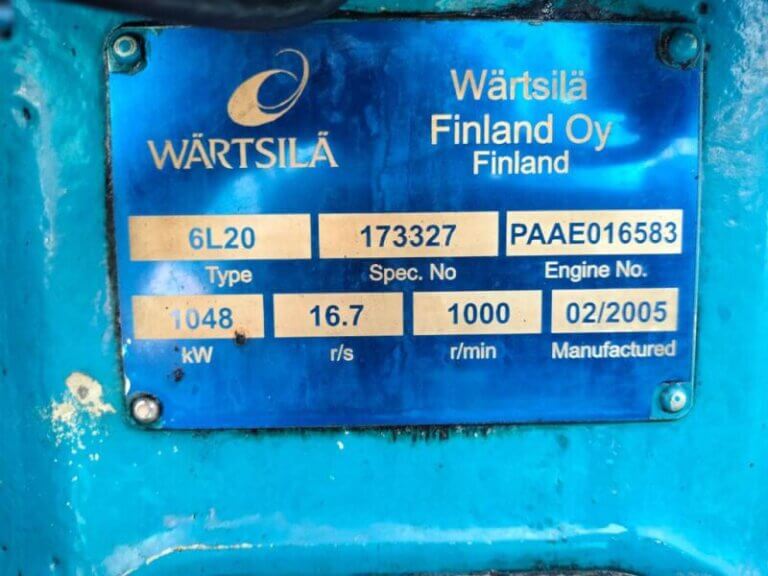 WÄRTSILÄ
Wärtsilä
Finland Oy
Finland
6L20 173327 PAAE016583
Type Spec. No Engine No.
1048 16.7 1000 02/2005
kW r/s r/min Manufactured